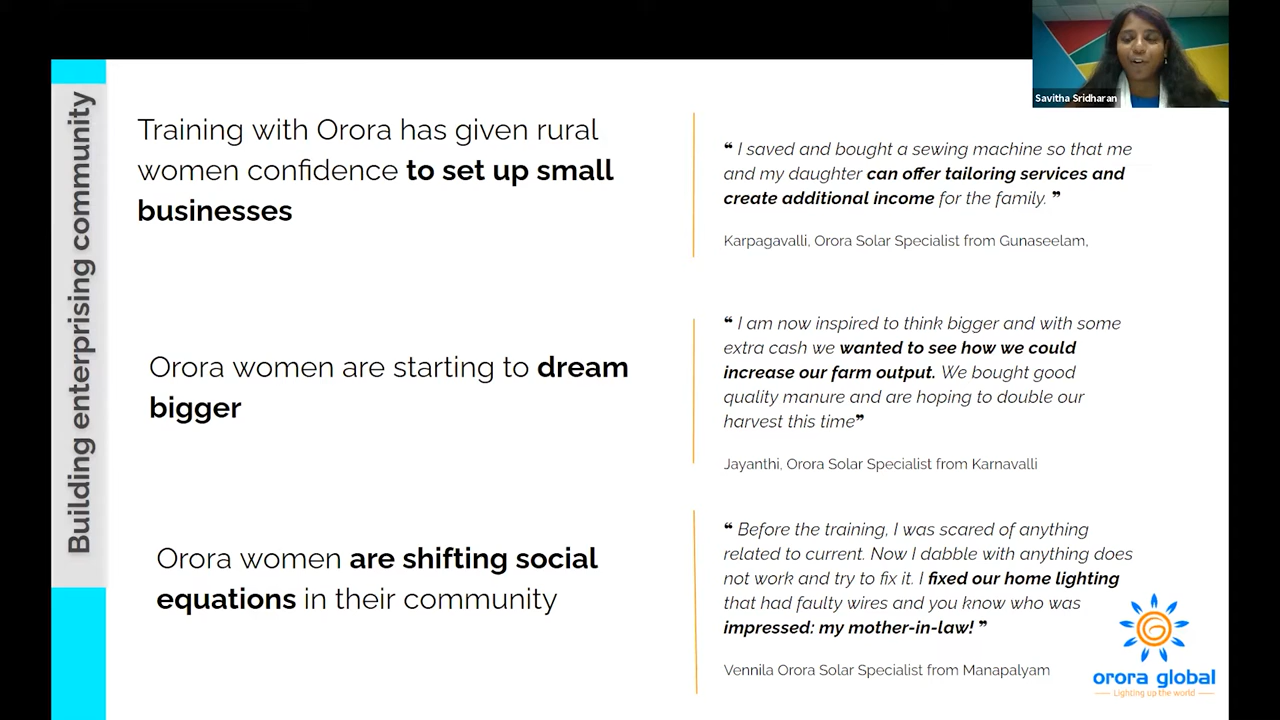 Savitha Sridharan
Building enterprising community
Training with Orora has given rural
women confidence to set up small
businesses
❝ I saved and bought a sewing machine so that me
and my daughter can offer tailoring services and
create additional income for the family. ❞
Karpagavalli, Orora Solar Specialist from Gunaseelam,
Orora women are starting to dream
bigger
❝ I am now inspired to think bigger and with some
extra cash we wanted to see how we could
increase our farm output. We bought good
quality manure and are hoping to double our
harvest this time❞
Jayanthi, Orora Solar Specialist from Karnavalli
Orora women are shifting social
equations in their community
❝ Before the training, I was scared of anything
related to current. Now I dabble with anything does
not work and try to fix it. I fixed our home lighting
that had faulty wires and you know who was
impressed: my mother-in-law! ❞
Vennila Orora Solar Specialist from Manapalyam
orora global
Lighting up the world